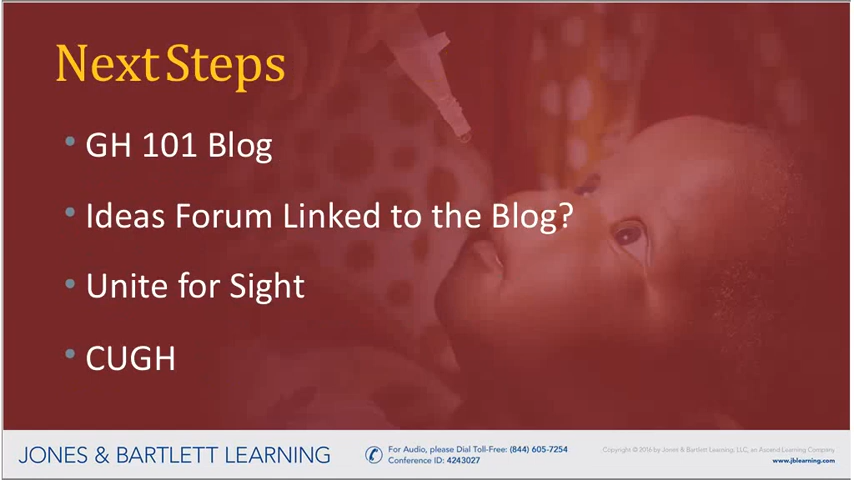 Next Steps
• GH 101 Blog
• Ideas Forum Linked to the Blog?
• Unite for Sight
• CUGH
JONES & BARTLETT LEARNING
For Audio, please Dial Toll-Free: (844) 605-7254
Conference ID: 4243027
Copyright © 2016 by Jones & Bartlett Learning, LLC, an Ascend Learning Company
www.jblearning.com